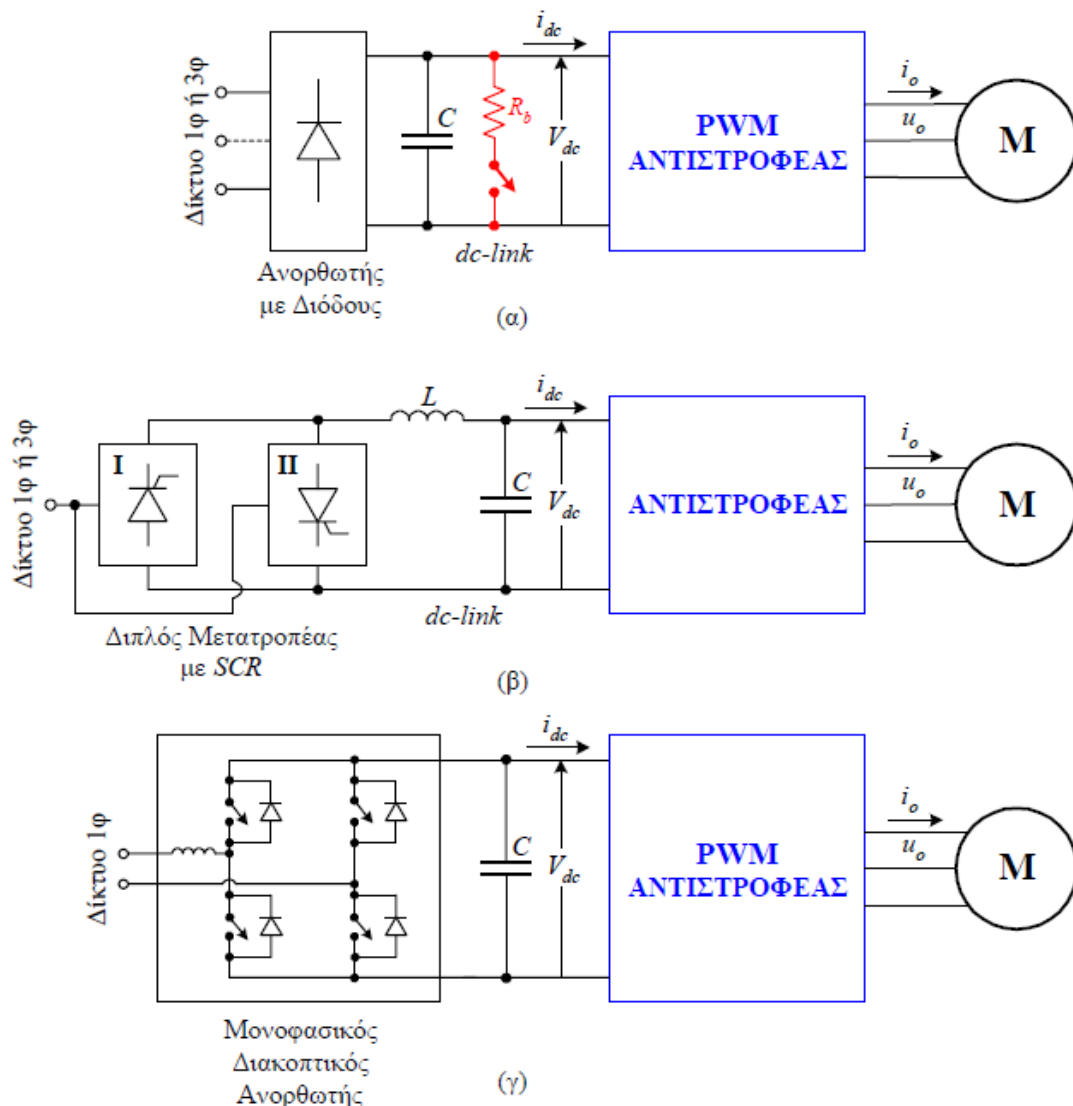 Δίκτυο 1φ ή 3φ
i_dc
C
R_b
V_dc
PWM
ΑΝΤΙΣΤΡΟΦΕΑΣ
i_o
u_o
M
dc-link
Ανορθωτής
με Διόδους
(α)
Δίκτυο 1φ ή 3φ
I
II
L
i_dc
C
V_dc
ΑΝΤΙΣΤΡΟΦΕΑΣ
i_o
u_o
M
dc-link
Διπλός Μετατροπέας
με SCR
(β)
Δίκτυο 1φ
i_dc
C
V_dc
PWM
ΑΝΤΙΣΤΡΟΦΕΑΣ
i_o
u_o
M
Μονοφασικός
Διακοπτικός
Ανορθωτής
(γ)